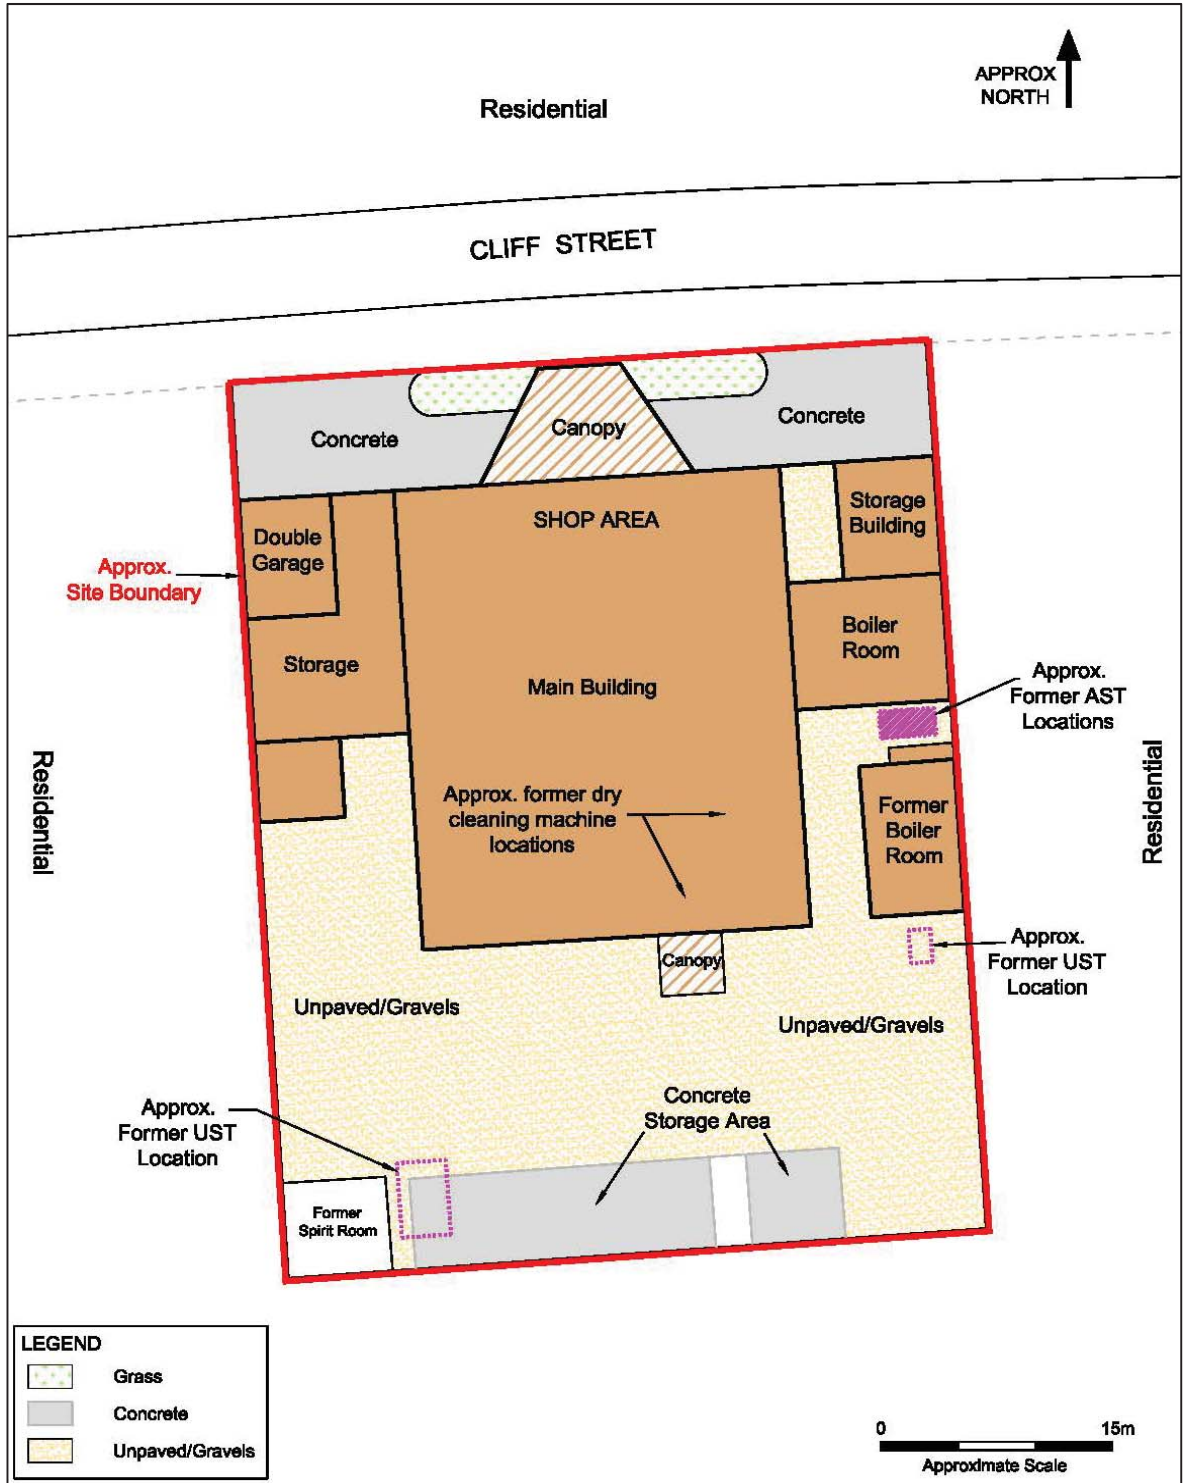 APPROX
NORTH
Residential
CLIFF STREET
Canopy
Concrete
Concrete
SHOP AREA
Storage
Building
Double
Garage
Approx.
Site Boundary
Boiler
Room
Storage
Main Building
Approx.
Former AST
Locations
Residential
Residential
Approx. former dry
cleaning machine
locations
Former
Boiler
Room
Canopy
Approx.
Former UST
Location
Unpaved/Gravels
Unpaved/Gravels
Concrete
Storage Area
Approx.
Former UST
Location
Former
Spirit Room
LEGEND
Grass
Concrete
Unpaved/Gravels
0 15m
Approximate Scale